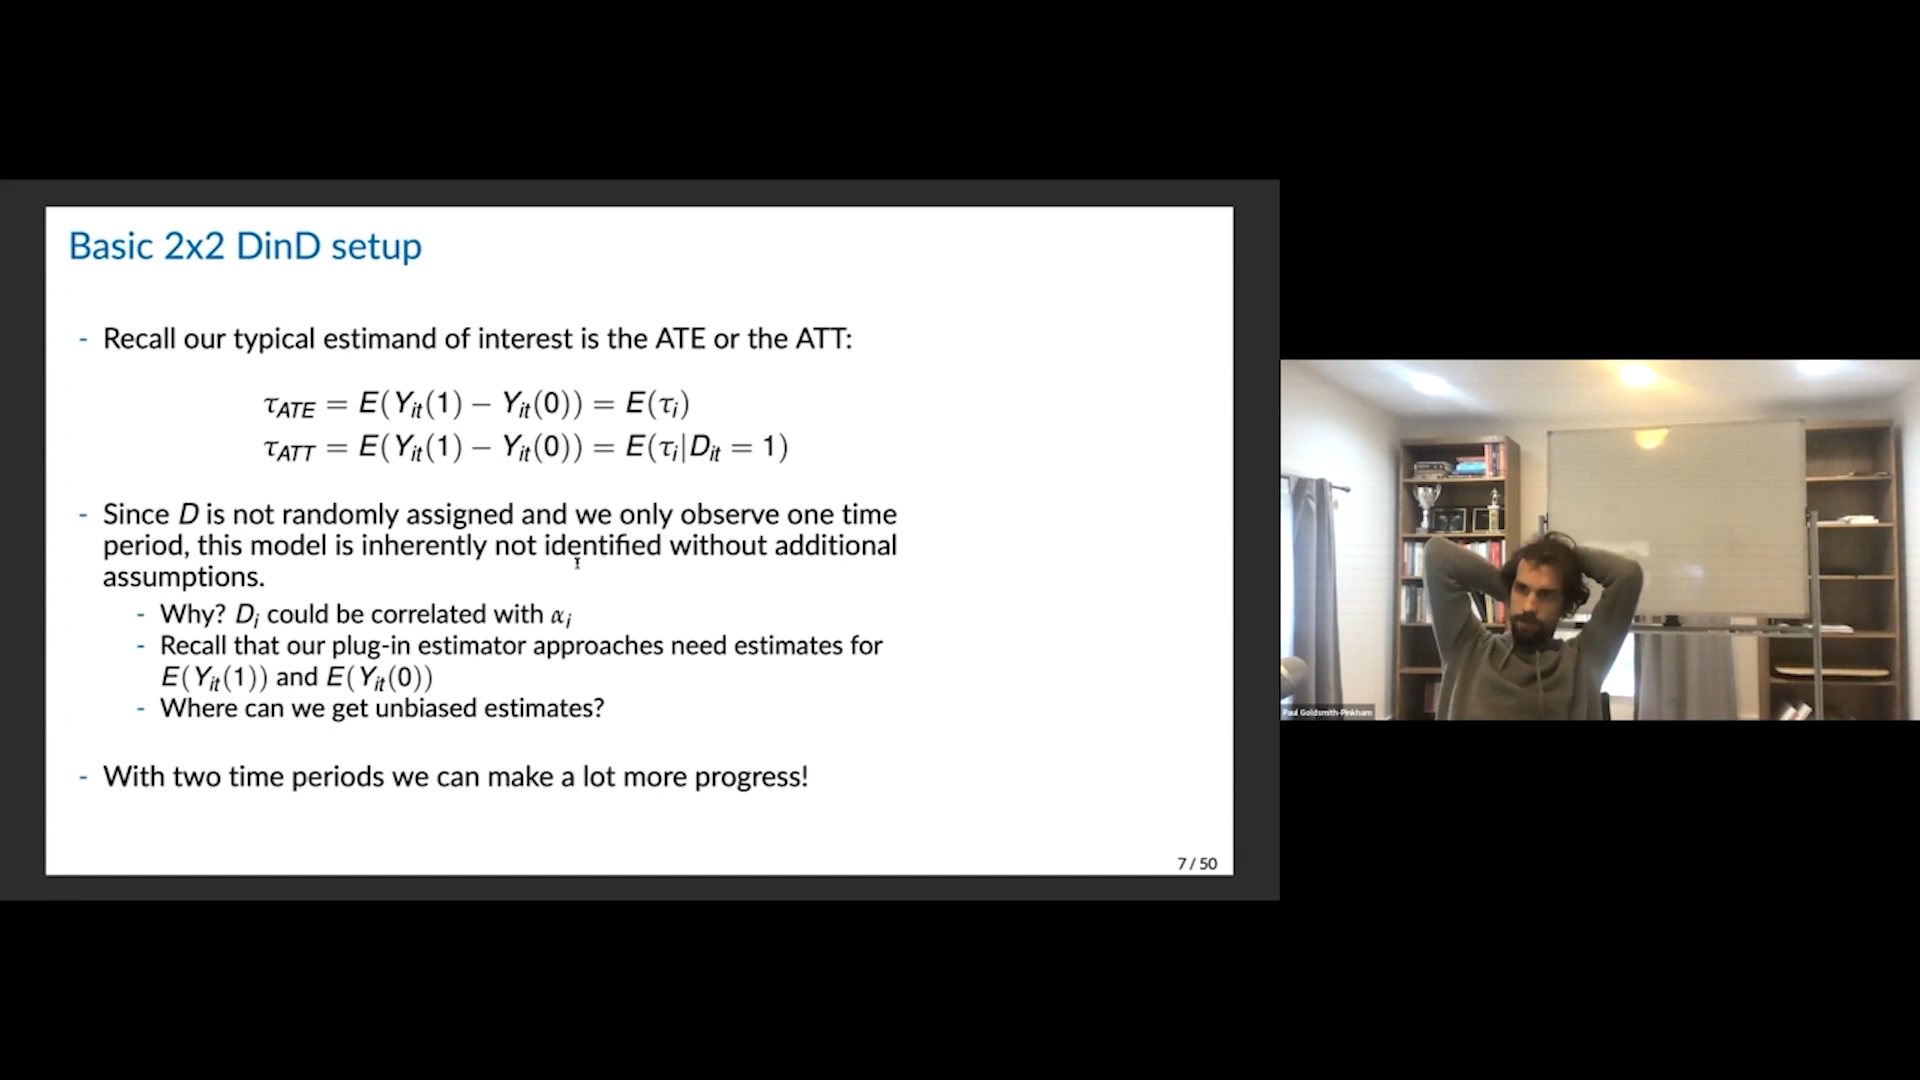 Basic 2x2 DinD setup
- Recall our typical estimand of interest is the ATE or the ATT:
τ_ATE = E(Y_it(1) − Y_it(0)) = E(τ_i)
τ_ATT = E(Y_it(1) − Y_it(0)) = E(τ_i|D_it = 1)
- Since D is not randomly assigned and we only observe one time
period, this model is inherently not identified without additional
assumptions.
- Why? D_i could be correlated with α_i
- Recall that our plug-in estimator approaches need estimates for
E(Y_it(1)) and E(Y_it(0))
- Where can we get unbiased estimates?
- With two time periods we can make a lot more progress!
7 / 50
Paul Goldsmith-Pinkham